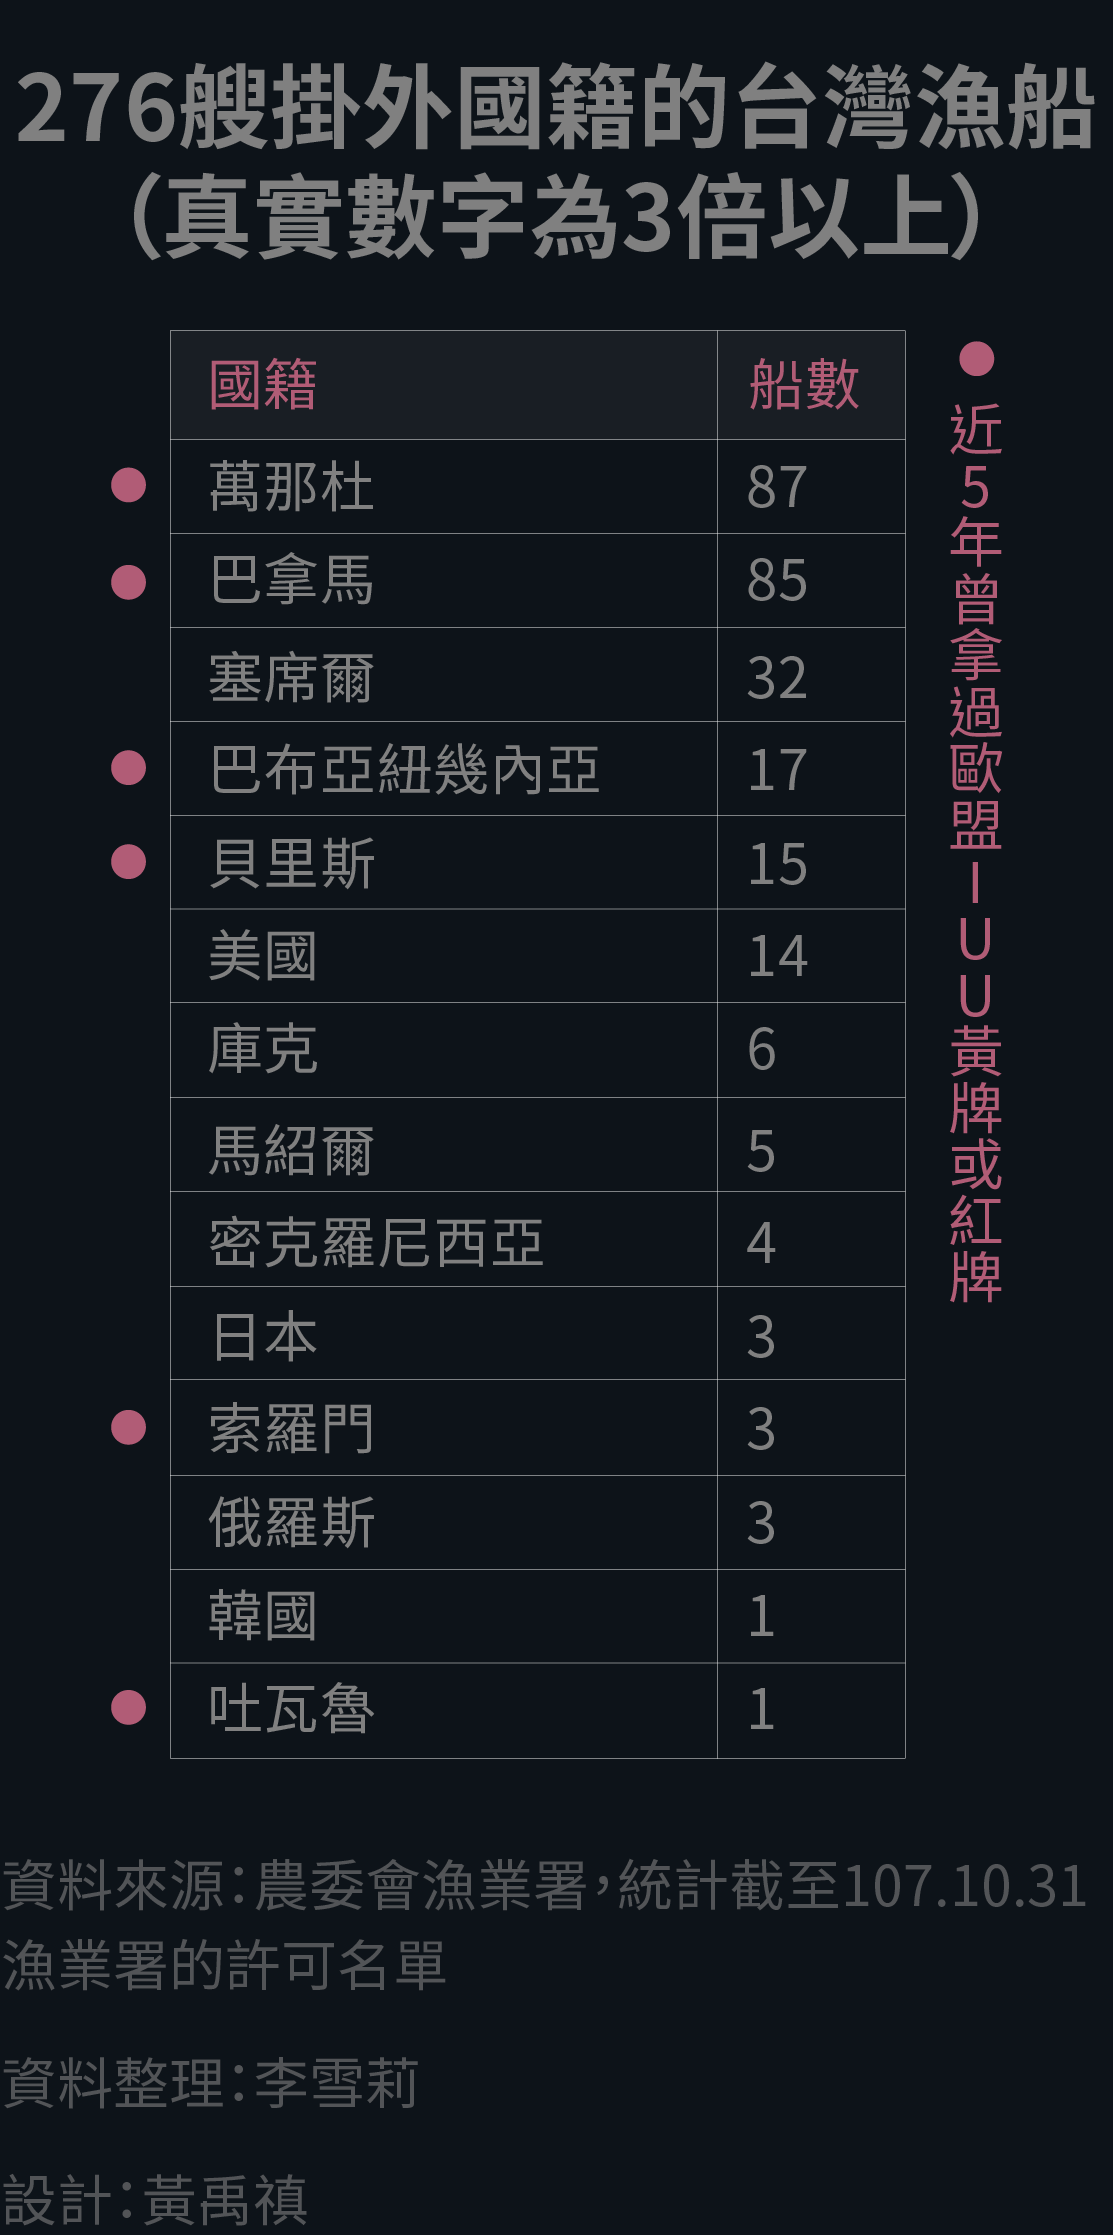 276艘掛外國籍的台灣漁船
（真實數字為3倍以上）
國籍 船數
萬那杜 87
巴拿馬 85
塞席爾 32
巴布亞紐幾內亞 17
貝里斯 15
美國 14
庫克 6
馬紹爾 5
密克羅尼西亞 4
日本 3
索羅門 3
俄羅斯 3
韓國 1
吐瓦魯 1
近5年曾拿過歐盟IUU黃牌或紅牌
資料來源：農委會漁業署，統計截至107.10.31
漁業署的許可名單
資料整理：李雪莉
設計：黃禹禛